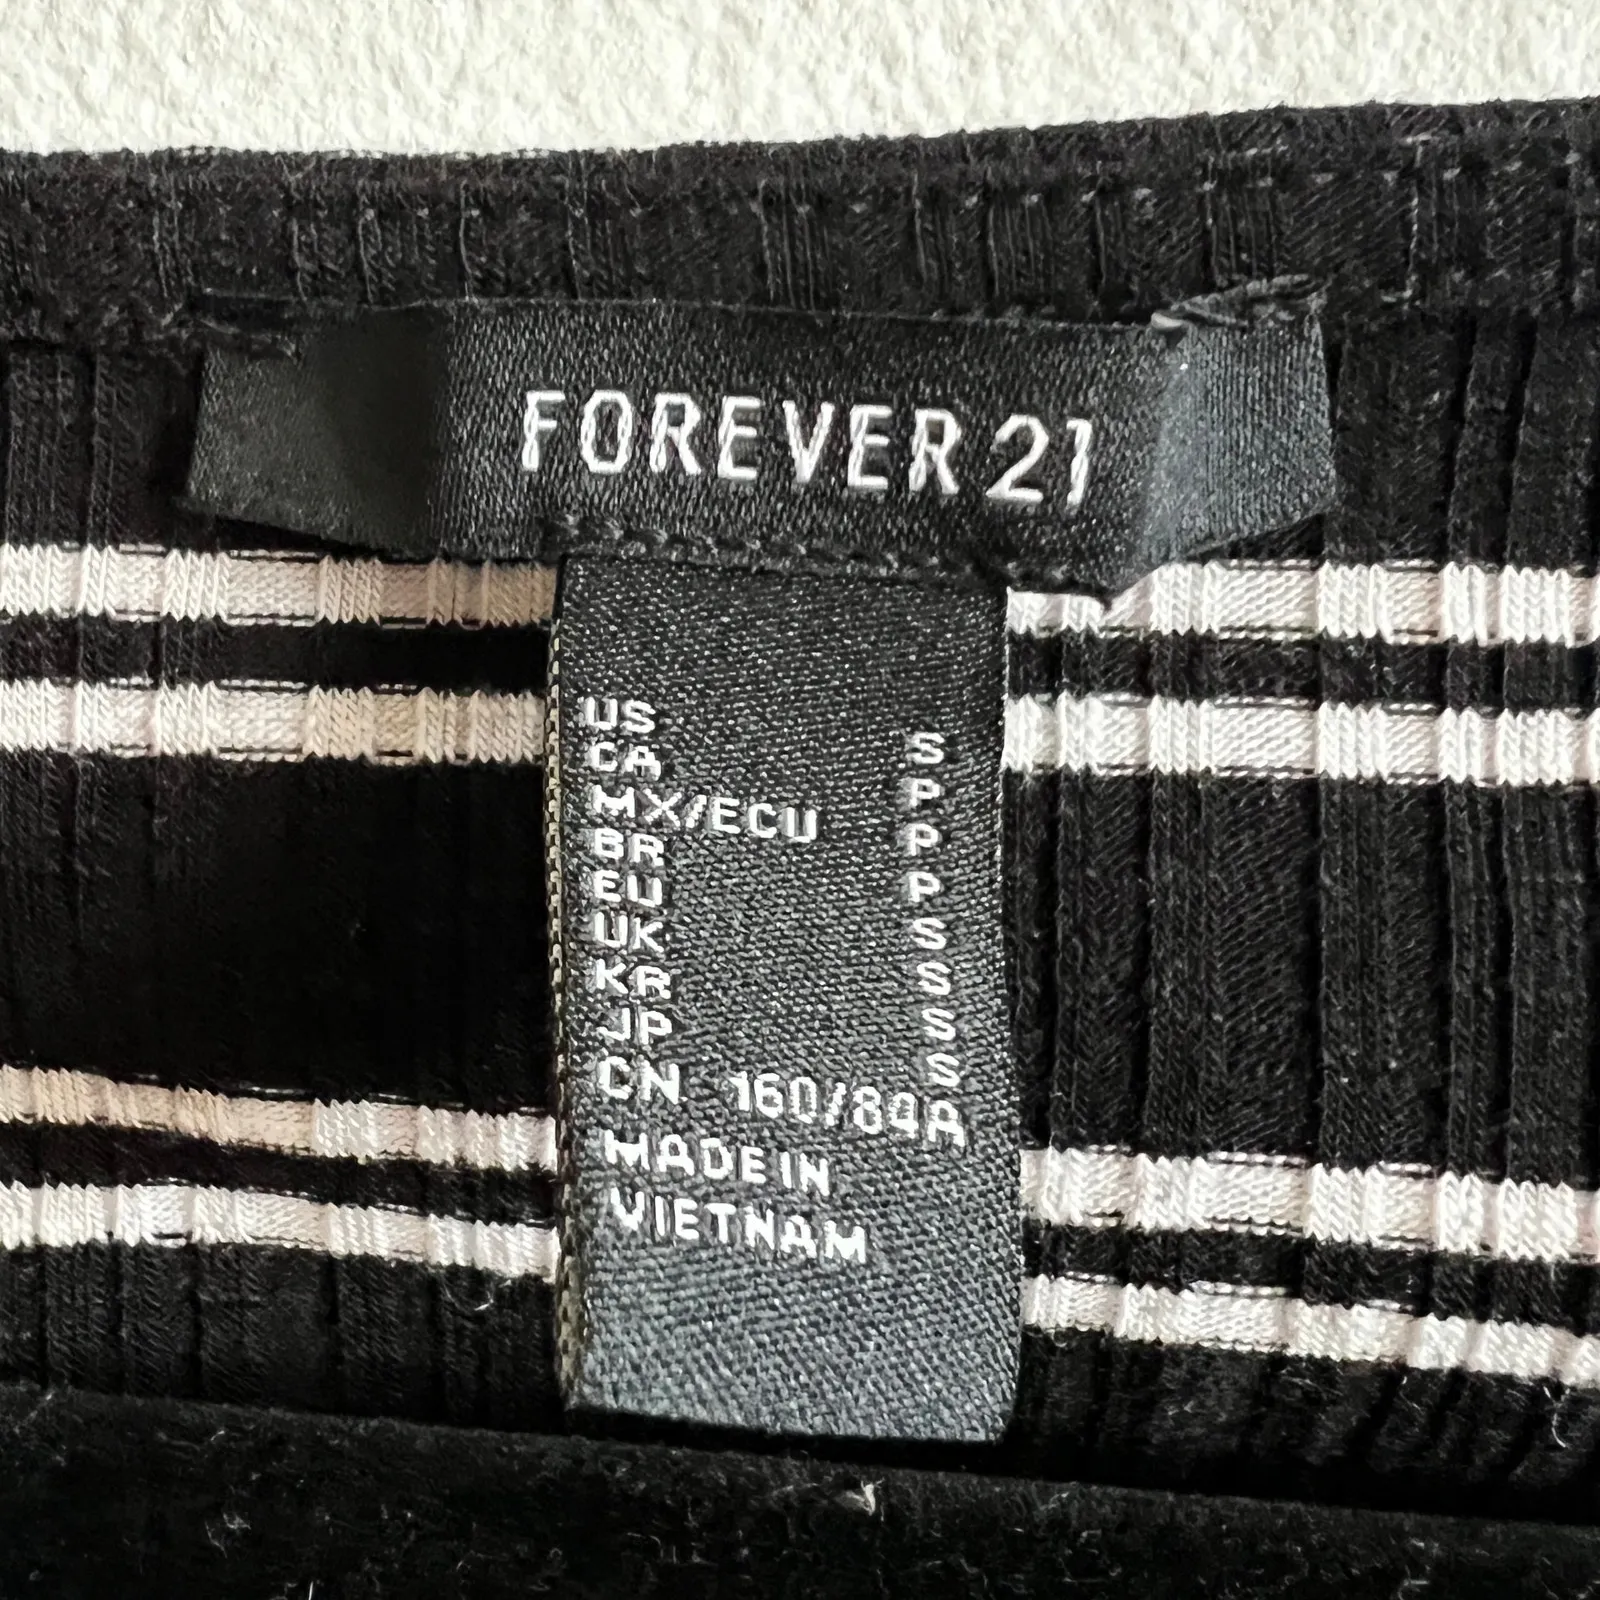 FOREVER 21
US S
CA P
MX/ECU P
BR P
EU S
UK S
KR S
JP S
CN 160/84A
MADE IN
VIETNAM